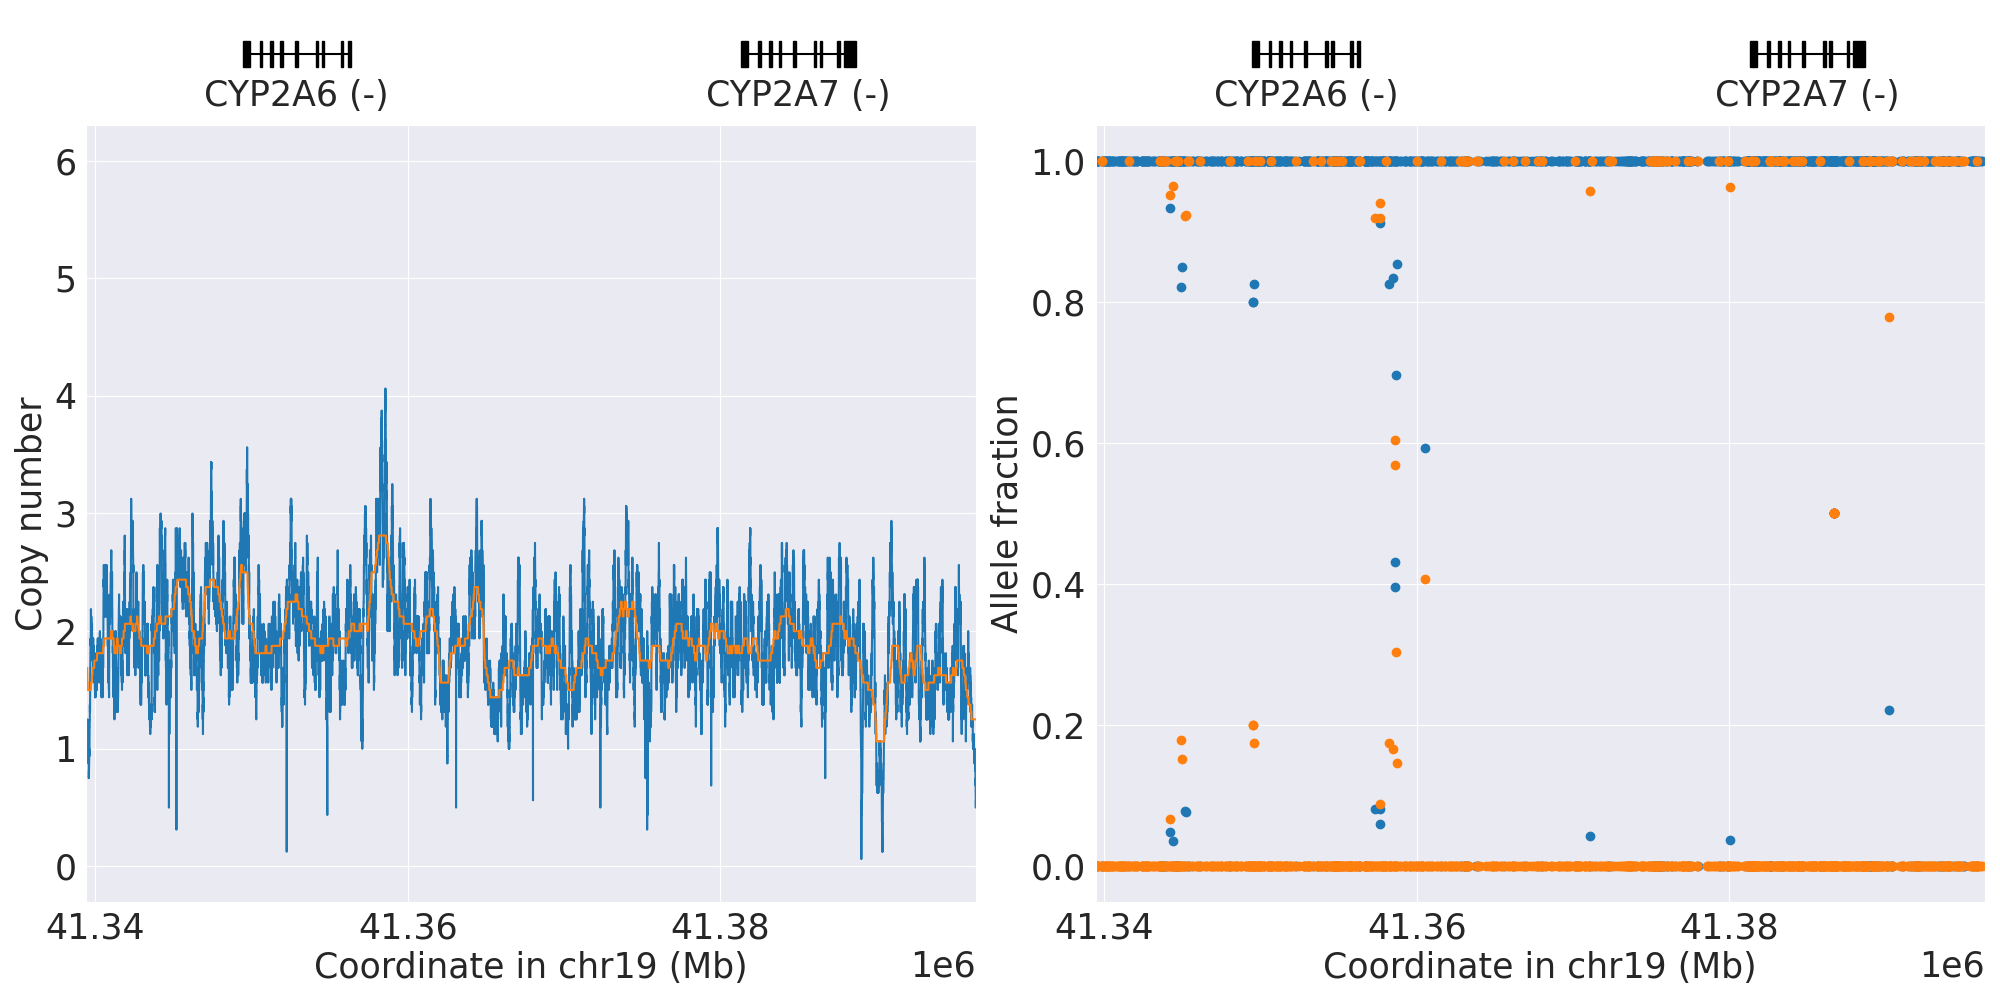 CYP2A6 (-)
CYP2A7 (-)
6
5
4
3
2
1
0
Copy number
41.34
41.36
41.38
Coordinate in chr19 (Mb)
1e6
CYP2A6 (-)
CYP2A7 (-)
1.0
0.8
0.6
0.4
0.2
0.0
Allele fraction
41.34
41.36
41.38
Coordinate in chr19 (Mb)
1e6